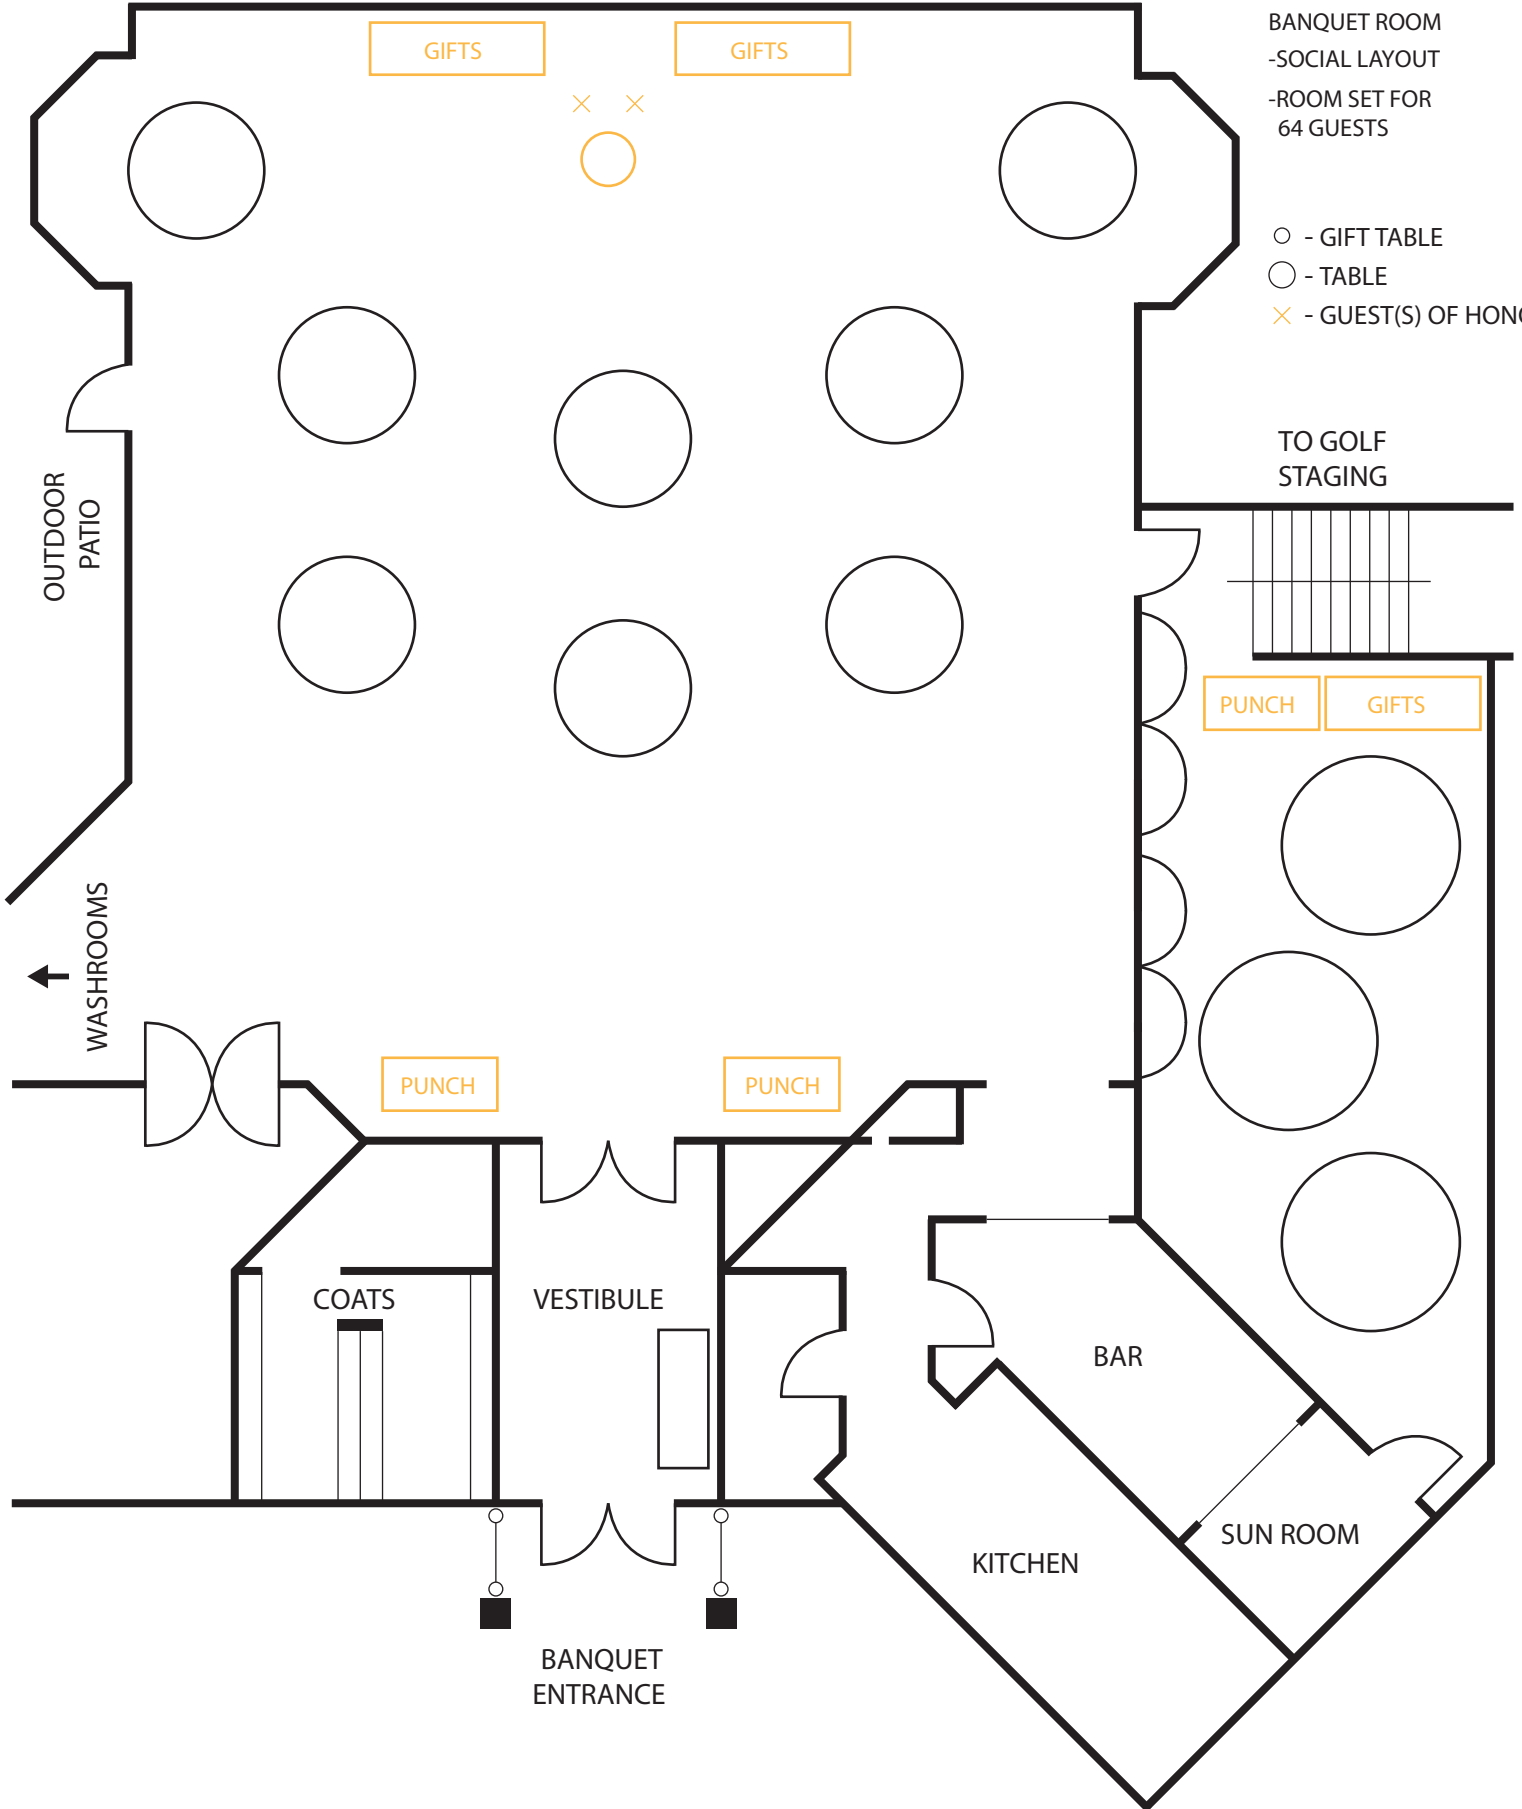 BANQUET ROOM
-SOCIAL LAYOUT
-ROOM SET FOR
64 GUESTS
GIFTS
GIFTS
- GIFT TABLE
- TABLE
- GUEST(S) OF HONO
TO GOLF
STAGING
OUTDOOR
PATIO
PUNCH
GIFTS
WASHROOMS
PUNCH
PUNCH
COATS
VESTIBULE
BAR
SUN ROOM
KITCHEN
BANQUET
ENTRANCE